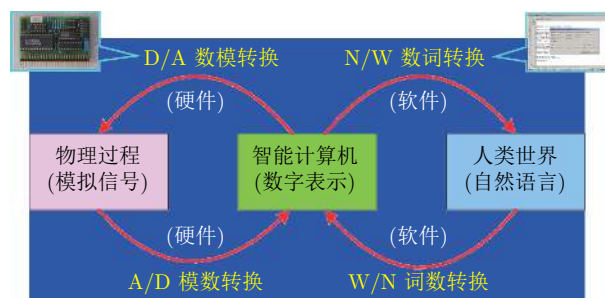 D/A 数模转换
N/W 数词转换
(硬件)
(软件)
物理过程
(模拟信号)
智能计算机
(数字表示)
人类世界
(自然语言)
(硬件)
(软件)
A/D 模数转换
W/N 词数转换